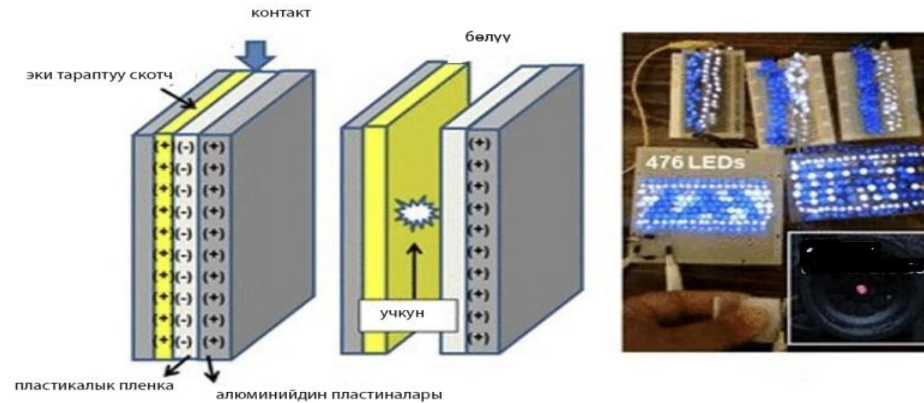 контакт
бөлүү
эки тараптуу скотч
(+) (-) (+)
(+) (-) (+)
(+) (-) (+)
(+) (-) (+)
(+) (-) (+)
(+) (-) (+)
(+) (-) (+)
(+) (-) (+)
(+) (-) (+)
(+) (-) (+)
(+)
(+)
(+)
(+)
(+)
(+)
(+)
(+)
(+)
(+)
учкун
476 LEDs
пластикалык пленка
алюминийдин пластиналары